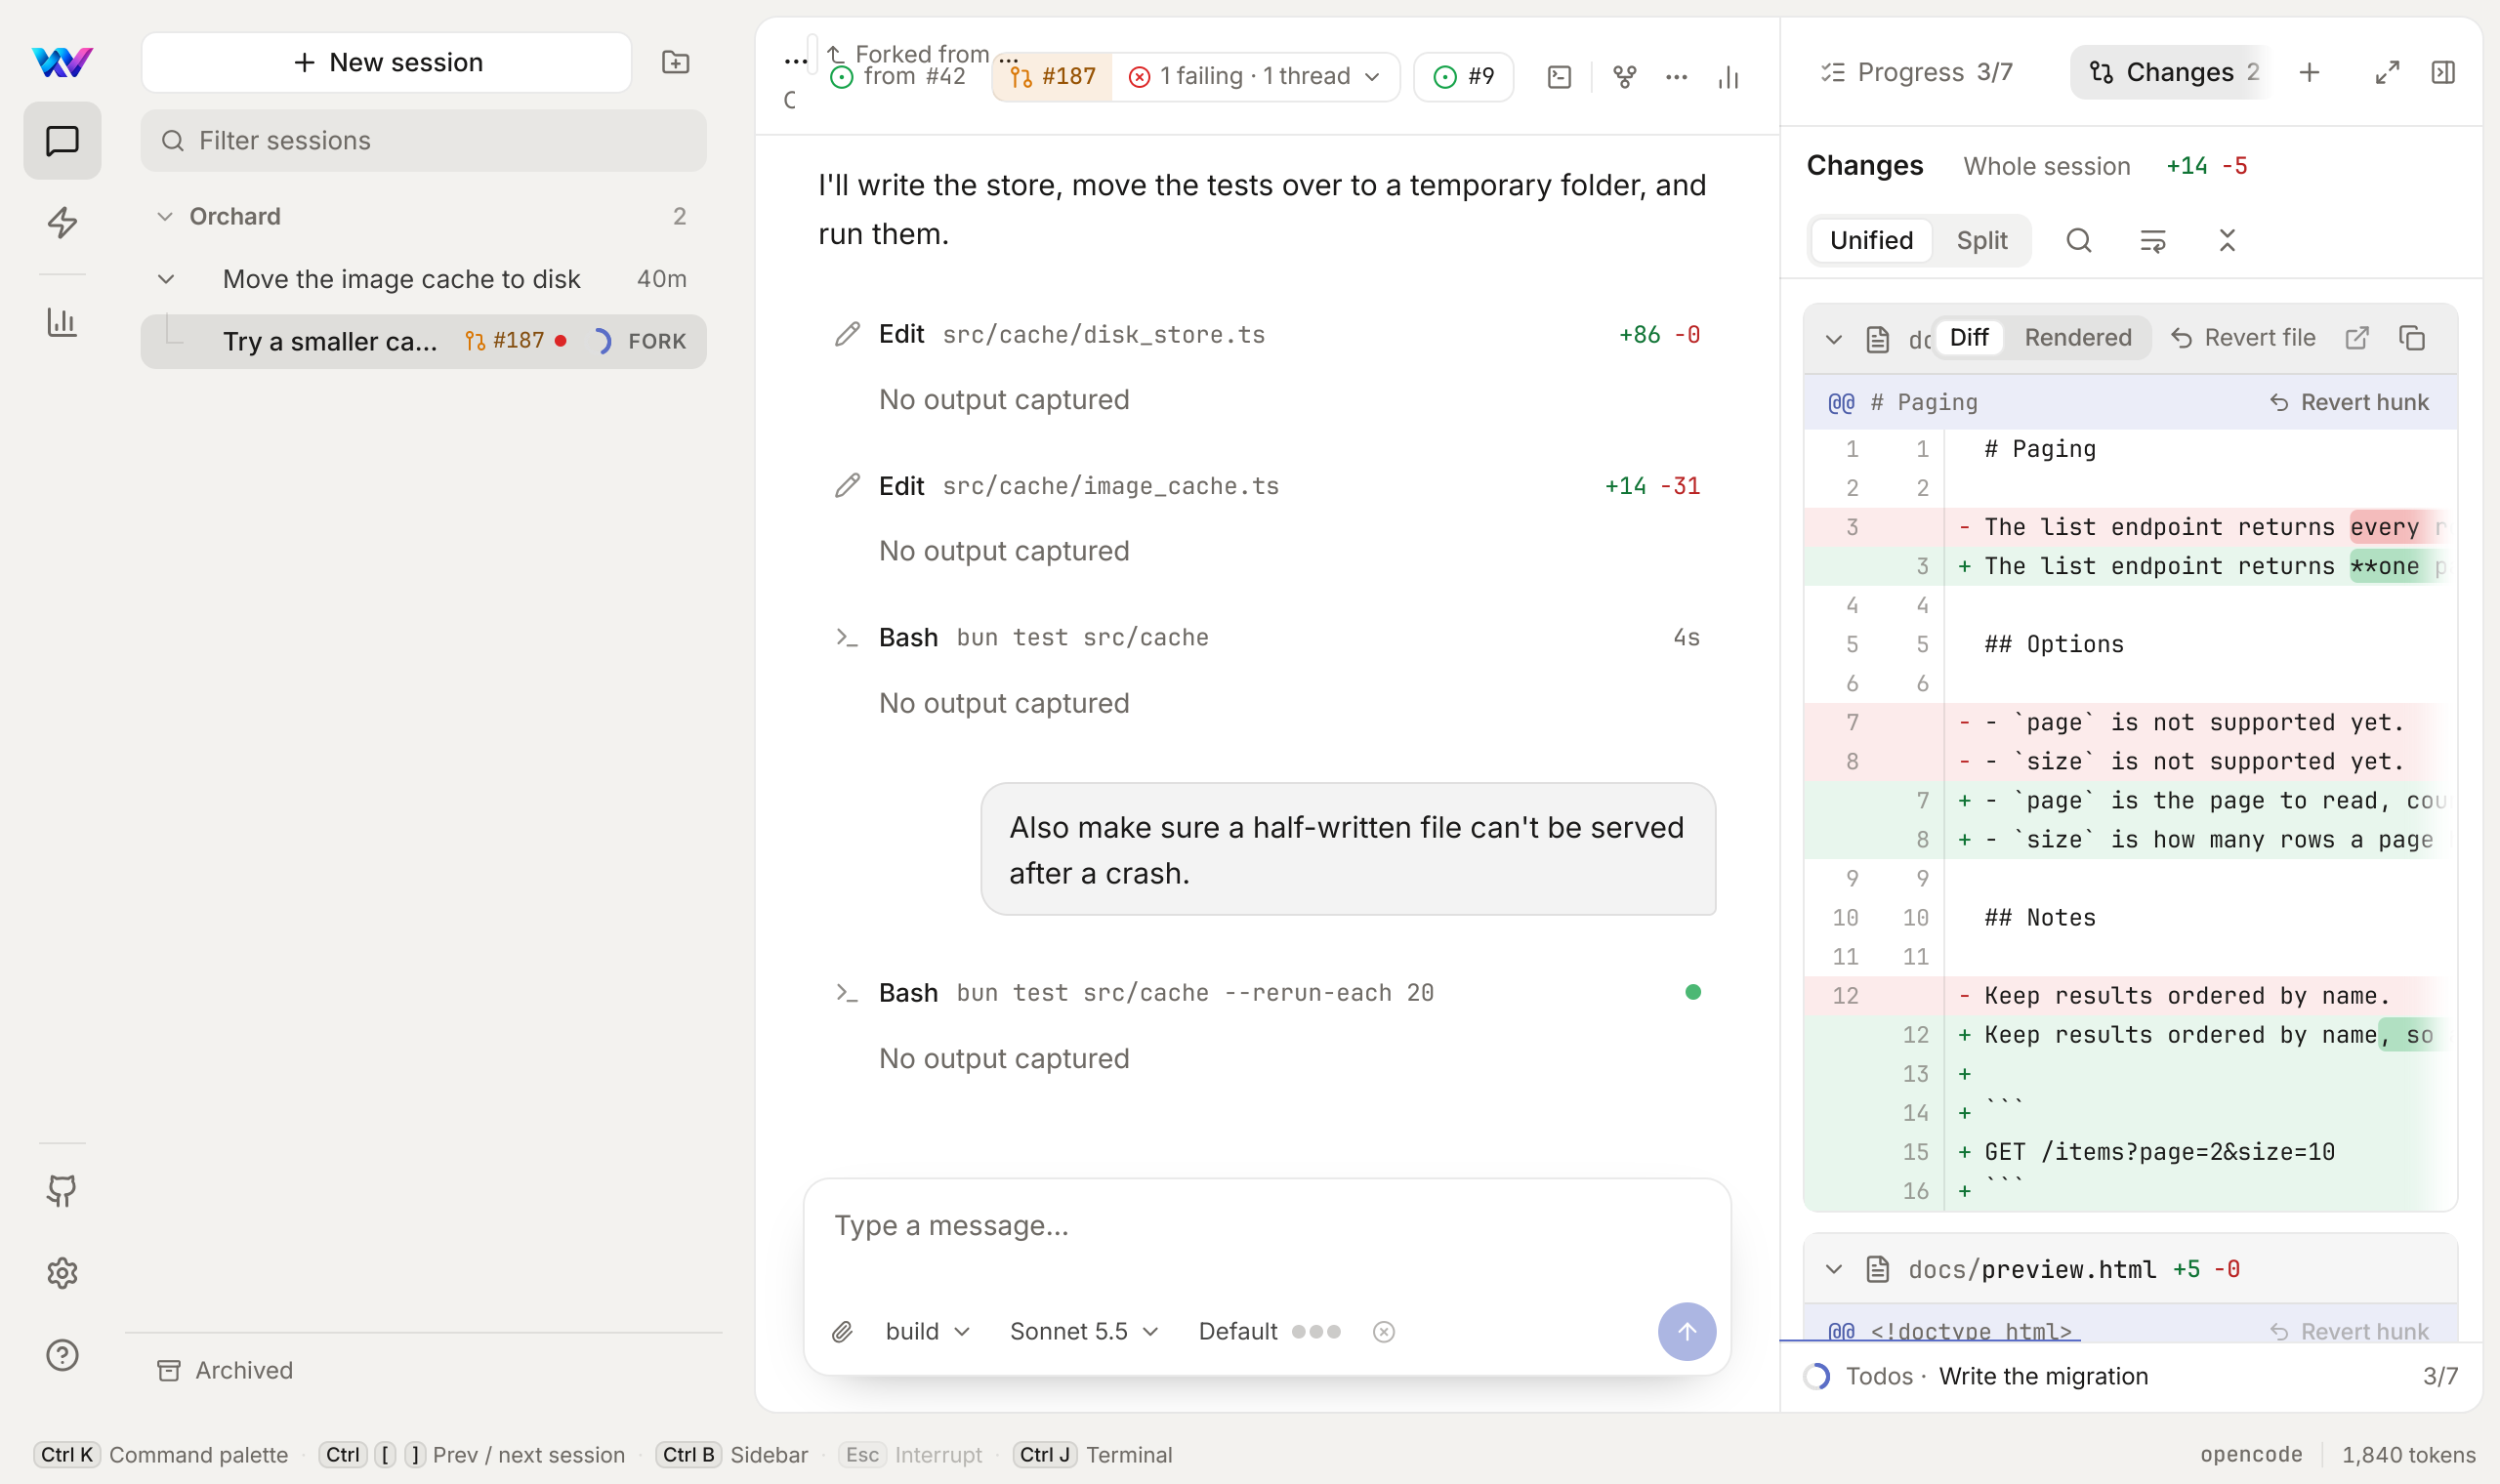 New session
Filter sessions
Orchard 2
Move the image cache to disk 40m
Try a smaller ca... #187 FORK
Archived
... Forked from ...
from #42 #187 1 failing · 1 thread #9
I'll write the store, move the tests over to a temporary folder, and
run them.
Edit src/cache/disk_store.ts +86 -0
No output captured
Edit src/cache/image_cache.ts +14 -31
No output captured
Bash bun test src/cache 4s
No output captured
Also make sure a half-written file can't be served
after a crash.
Bash bun test src/cache --rerun-each 20
No output captured
Type a message...
build Sonnet 5.5 Default
Progress 3/7 Changes 2
Changes Whole session +14 -5
Unified Split
Diff Rendered Revert file
@@ # Paging Revert hunk
1 1 # Paging
2 2
3 - The list endpoint returns every
3 + The list endpoint returns **one
4 4
5 5 ## Options
6 6
7 - - `page` is not supported yet.
8 - - `size` is not supported yet.
7 + - `page` is the page to read,
8 + - `size` is how many rows a page
9 9
10 10 ## Notes
11 11
12 - Keep results ordered by name.
12 + Keep results ordered by name, so
13 +
14 + ```
15 + GET /items?page=2&size=10
16 + ```
docs/preview.html +5 -0
@@ <!doctype html> Revert hunk
Todos · Write the migration 3/7
Ctrl K Command palette · Ctrl [ ] Prev / next session · Ctrl B Sidebar · Esc Interrupt · Ctrl J Terminal
opencode 1,840 tokens